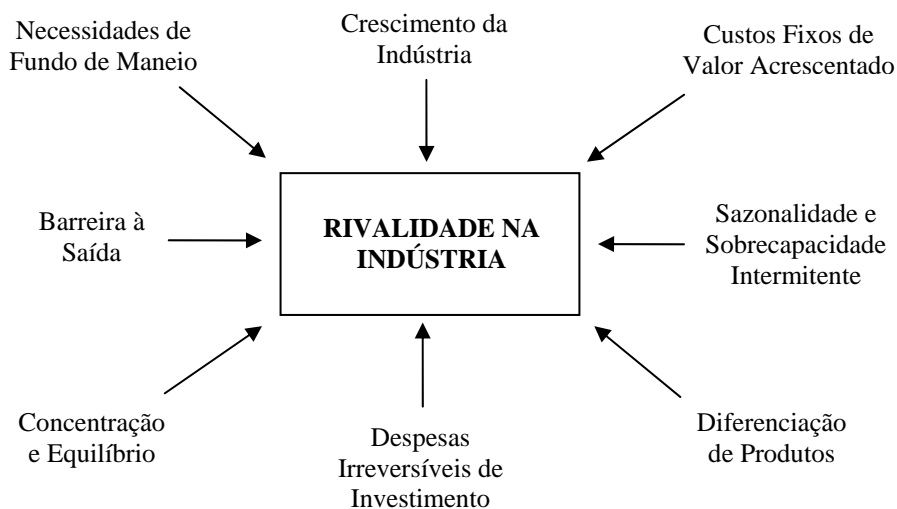 Necessidades de
Fundo de Maneio
Crescimento da
Indústria
Custos Fixos de
Valor Acrescentado
Barreira à
Saída
RIVALIDADE NA
INDÚSTRIA
Sazonalidade e
Sobrecapacidade
Intermitente
Concentração
e Equilíbrio
Despesas
Irreversíveis de
Investimento
Diferenciação
de Produtos